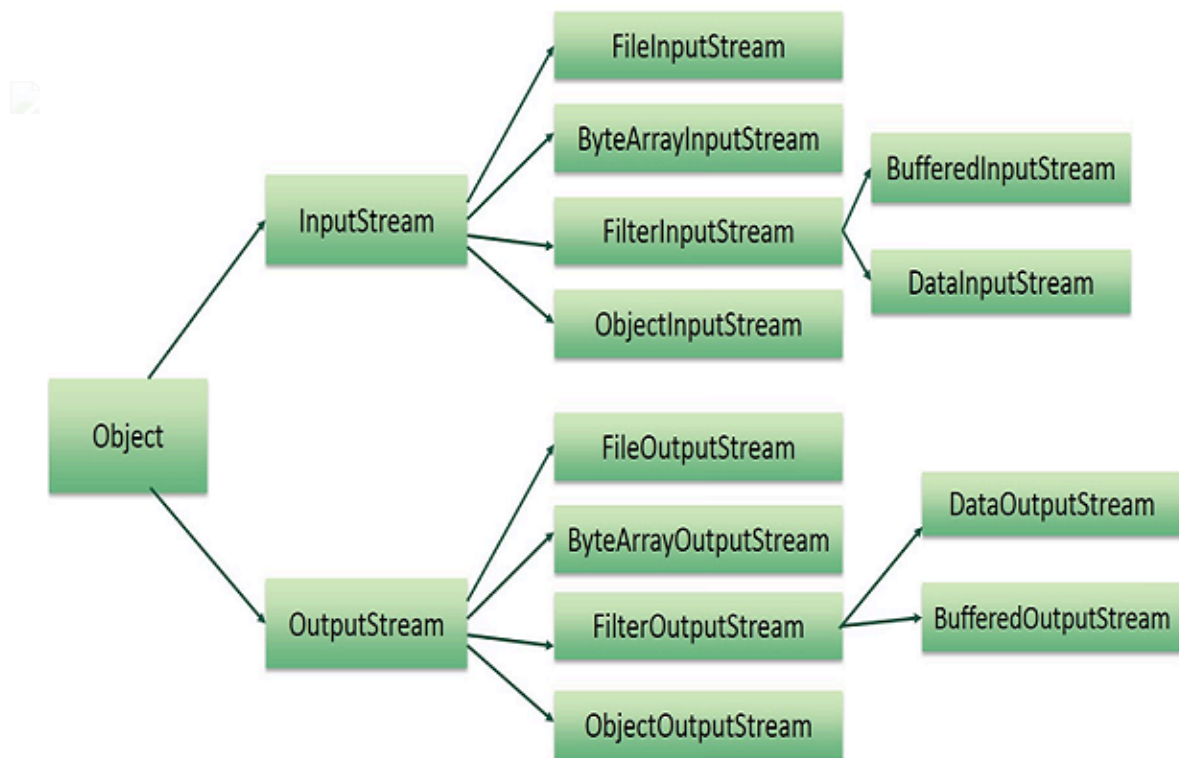 FileInputStream
ByteArrayInputStream
BufferedInputStream
InputStream
FilterInputStream
DataInputStream
ObjectInputStream
Object
FileOutputStream
DataOutputStream
ByteArrayOutputStream
OutputStream
FilterOutputStream
BufferedOutputStream
ObjectOutputStream